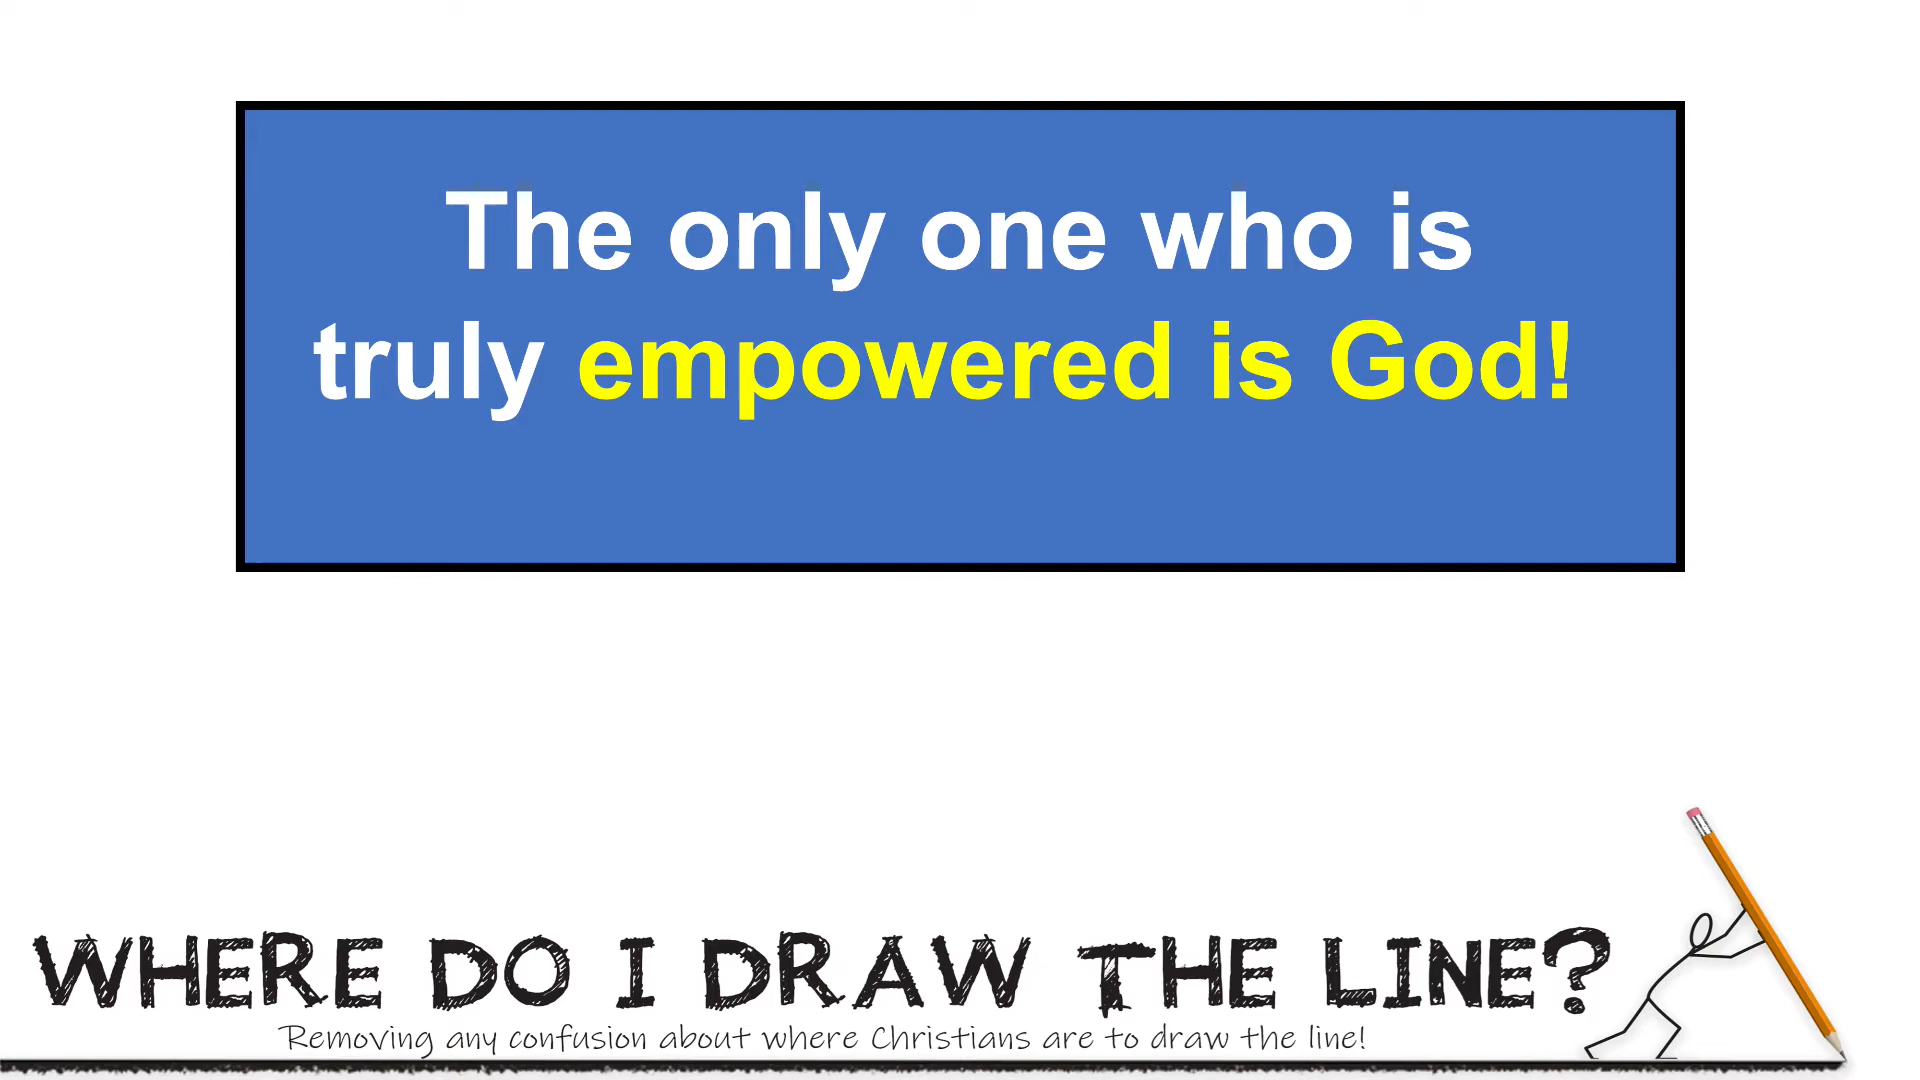 The only one who is
truly empowered is God!
WHERE DO I DRAW THE LINE?
Removing any confusion about where Christians are to draw the line!